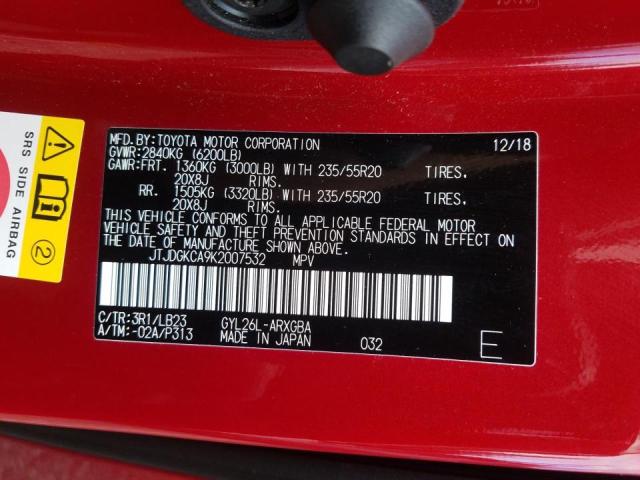 MFD.BY:TOYOTA MOTOR CORPORATION 12/18
GVWR:2840KG (6200LB)
GAWR:FRT. 1360KG (3000LB) WITH 235/55R20 TIRES,
20X8J RIMS.
RR. 1505KG (3320LB) WITH 235/55R20 TIRES,
20X8J RIMS.
THIS VEHICLE CONFORMS TO ALL APPLICABLE FEDERAL MOTOR
VEHICLE SAFETY AND THEFT PREVENTION STANDARDS IN EFFECT ON
THE DATE OF MANUFACTURE SHOWN ABOVE.
JTJDGKCA9K2007532 MPV
C/TR:3R1/LB23 GYL26L-ARXGBA
A/TM:-02A/P313 MADE IN JAPAN 032 E
SRS SIDE AIRBAG
2